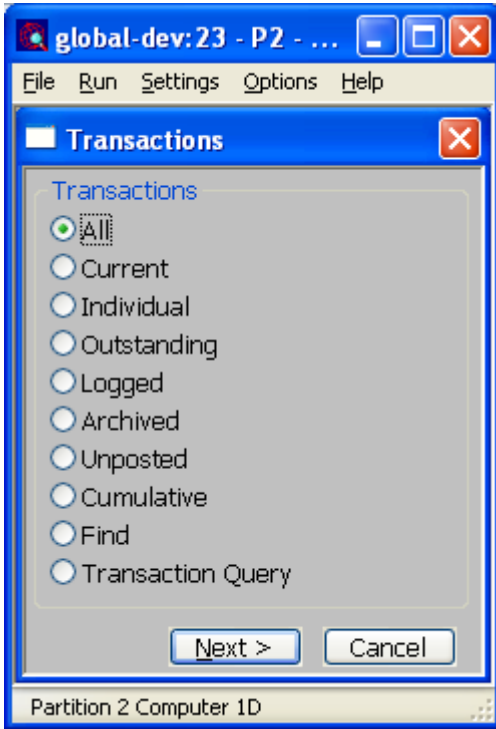 global-dev:23 - P2 - ...
File Run Settings Options Help
Transactions
Transactions
All
Current
Individual
Outstanding
Logged
Archived
Unposted
Cumulative
Find
Transaction Query
Next > Cancel
Partition 2 Computer 1D